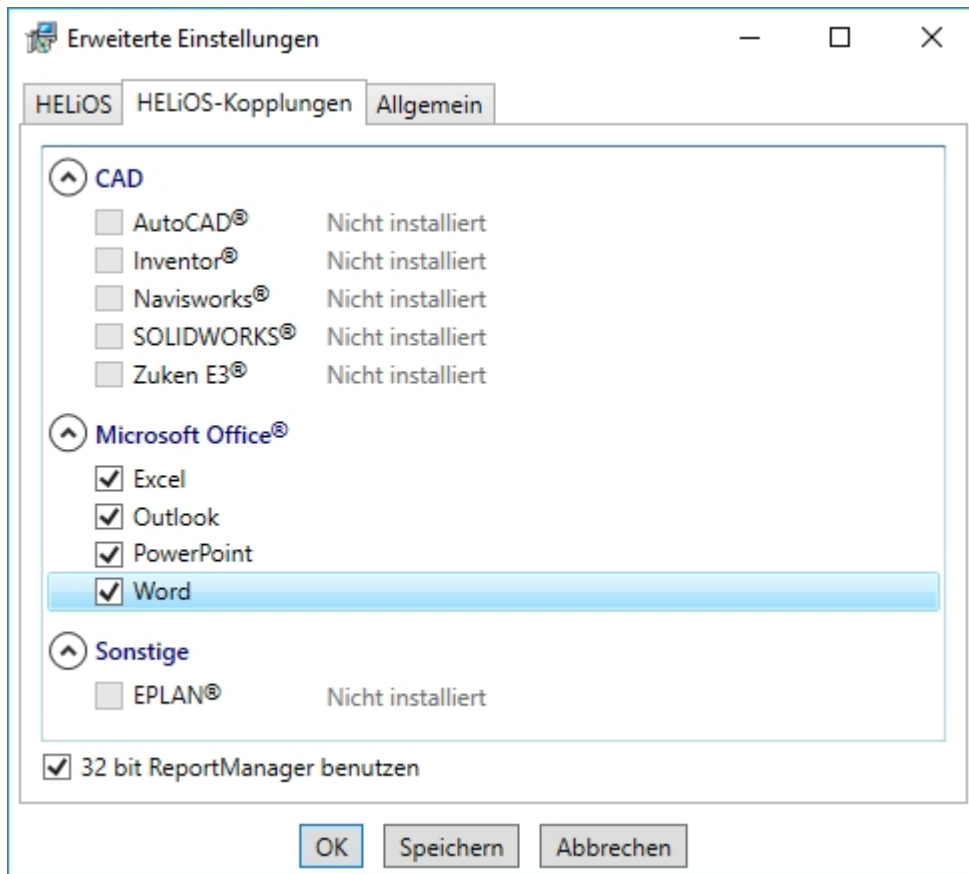 Erweiterte Einstellungen
HELiOS HELiOS-Kopplungen Allgemein
CAD
AutoCAD® Nicht installiert
Inventor® Nicht installiert
Navisworks® Nicht installiert
SOLIDWORKS® Nicht installiert
Zuken E3® Nicht installiert
Microsoft Office®
Excel
Outlook
PowerPoint
Word
Sonstige
EPLAN® Nicht installiert
32 bit ReportManager benutzen
OK Speichern Abbrechen